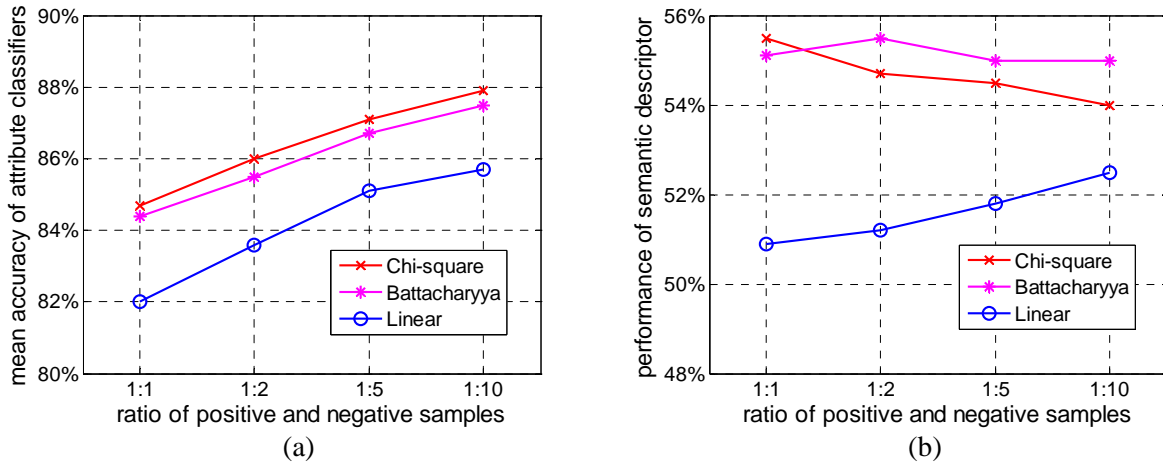 mean accuracy of attribute classifiers
90%
88%
86%
84%
82%
80%
Chi-square
Battacharyya
Linear
1:1 1:2 1:5 1:10
ratio of positive and negative samples
(a)
performance of semantic descriptor
56%
54%
52%
50%
48%
Chi-square
Battacharyya
Linear
1:1 1:2 1:5 1:10
ratio of positive and negative samples
(b)